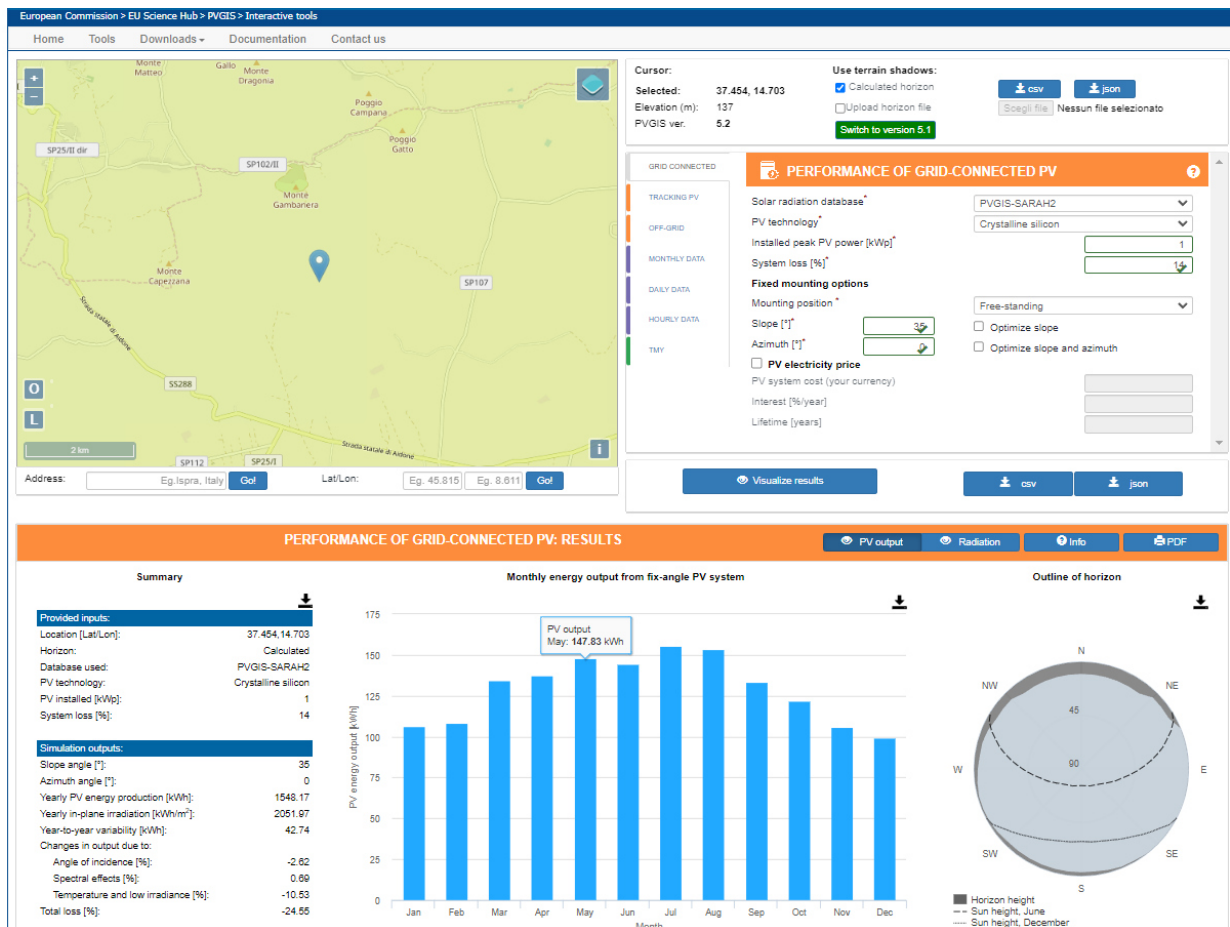 European Commission > EU Science Hub > PVGIS > Interactive tools
Home Tools Downloads Documentation Contact us
Monte Matteo
Gallo Monte Dragonia
Poggio Campana
Poggio Gatto
SP25/II dir
SP102/II
Monte Gambanera
Monte Capezzana
SP107
Strada statale di Aidone
SS288
Strada statale di Aidone
SP112
SP25/I
+
−
O
L
i
2 km
Address: Eg.Ispra, Italy Go! Lat/Lon: Eg. 45.815 Eg. 8.611 Go!
Cursor:
Selected: 37.454, 14.703
Elevation (m): 137
PVGIS ver. 5.2
Use terrain shadows:
Calculated horizon
Upload horizon file
Switch to version 5.1
csv json
Scegli file Nessun file selezionato
GRID CONNECTED
TRACKING PV
OFF-GRID
MONTHLY DATA
DAILY DATA
HOURLY DATA
TMY
PERFORMANCE OF GRID-CONNECTED PV ?
Solar radiation database* PVGIS-SARAH2
PV technology* Crystalline silicon
Installed peak PV power [kWp]* 1
System loss [%]* 14
Fixed mounting options
Mounting position * Free-standing
Slope [°]* 35 Optimize slope
Azimuth [°]* 0 Optimize slope and azimuth
PV electricity price
PV system cost (your currency)
Interest [%/year]
Lifetime [years]
Visualize results csv json
PERFORMANCE OF GRID-CONNECTED PV: RESULTS PV output Radiation Info PDF
Summary
Provided inputs:
Location [Lat/Lon]: 37.454,14.703
Horizon: Calculated
Database used: PVGIS-SARAH2
PV technology: Crystalline silicon
PV installed [kWp]: 1
System loss [%]: 14
Simulation outputs:
Slope angle [°]: 35
Azimuth angle [°]: 0
Yearly PV energy production [kWh]: 1548.17
Yearly in-plane irradiation [kWh/m²]: 2051.97
Year-to-year variability [kWh]: 42.74
Changes in output due to:
Angle of incidence [%]: -2.62
Spectral effects [%]: 0.69
Temperature and low irradiance [%]: -10.53
Total loss [%]: -24.55
Monthly energy output from fix-angle PV system
PV energy output [kWh]
175
150
125
100
75
50
25
0
PV output
May: 147.83 kWh
Jan Feb Mar Apr May Jun Jul Aug Sep Oct Nov Dec
Month
Outline of horizon
N
NW NE
45
90
W E
SW SE
S
Horizon height
Sun height, June
Sun height, December